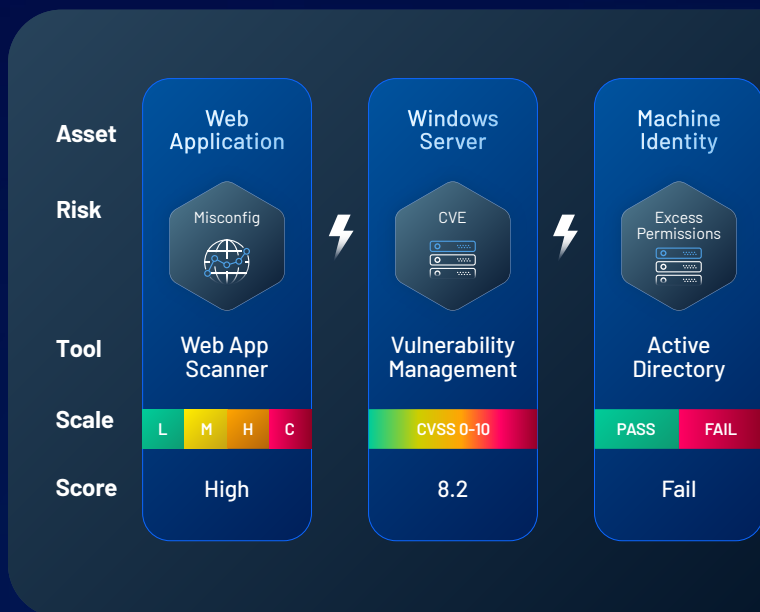 Asset
Web
Application
Windows
Server
Machine
Identity
Risk
Misconfig
CVE
Excess
Permissions
Tool
Web App
Scanner
Vulnerability
Management
Active
Directory
Scale
L M H C
CVSS 0-10
PASS FAIL
Score
High
8.2
Fail